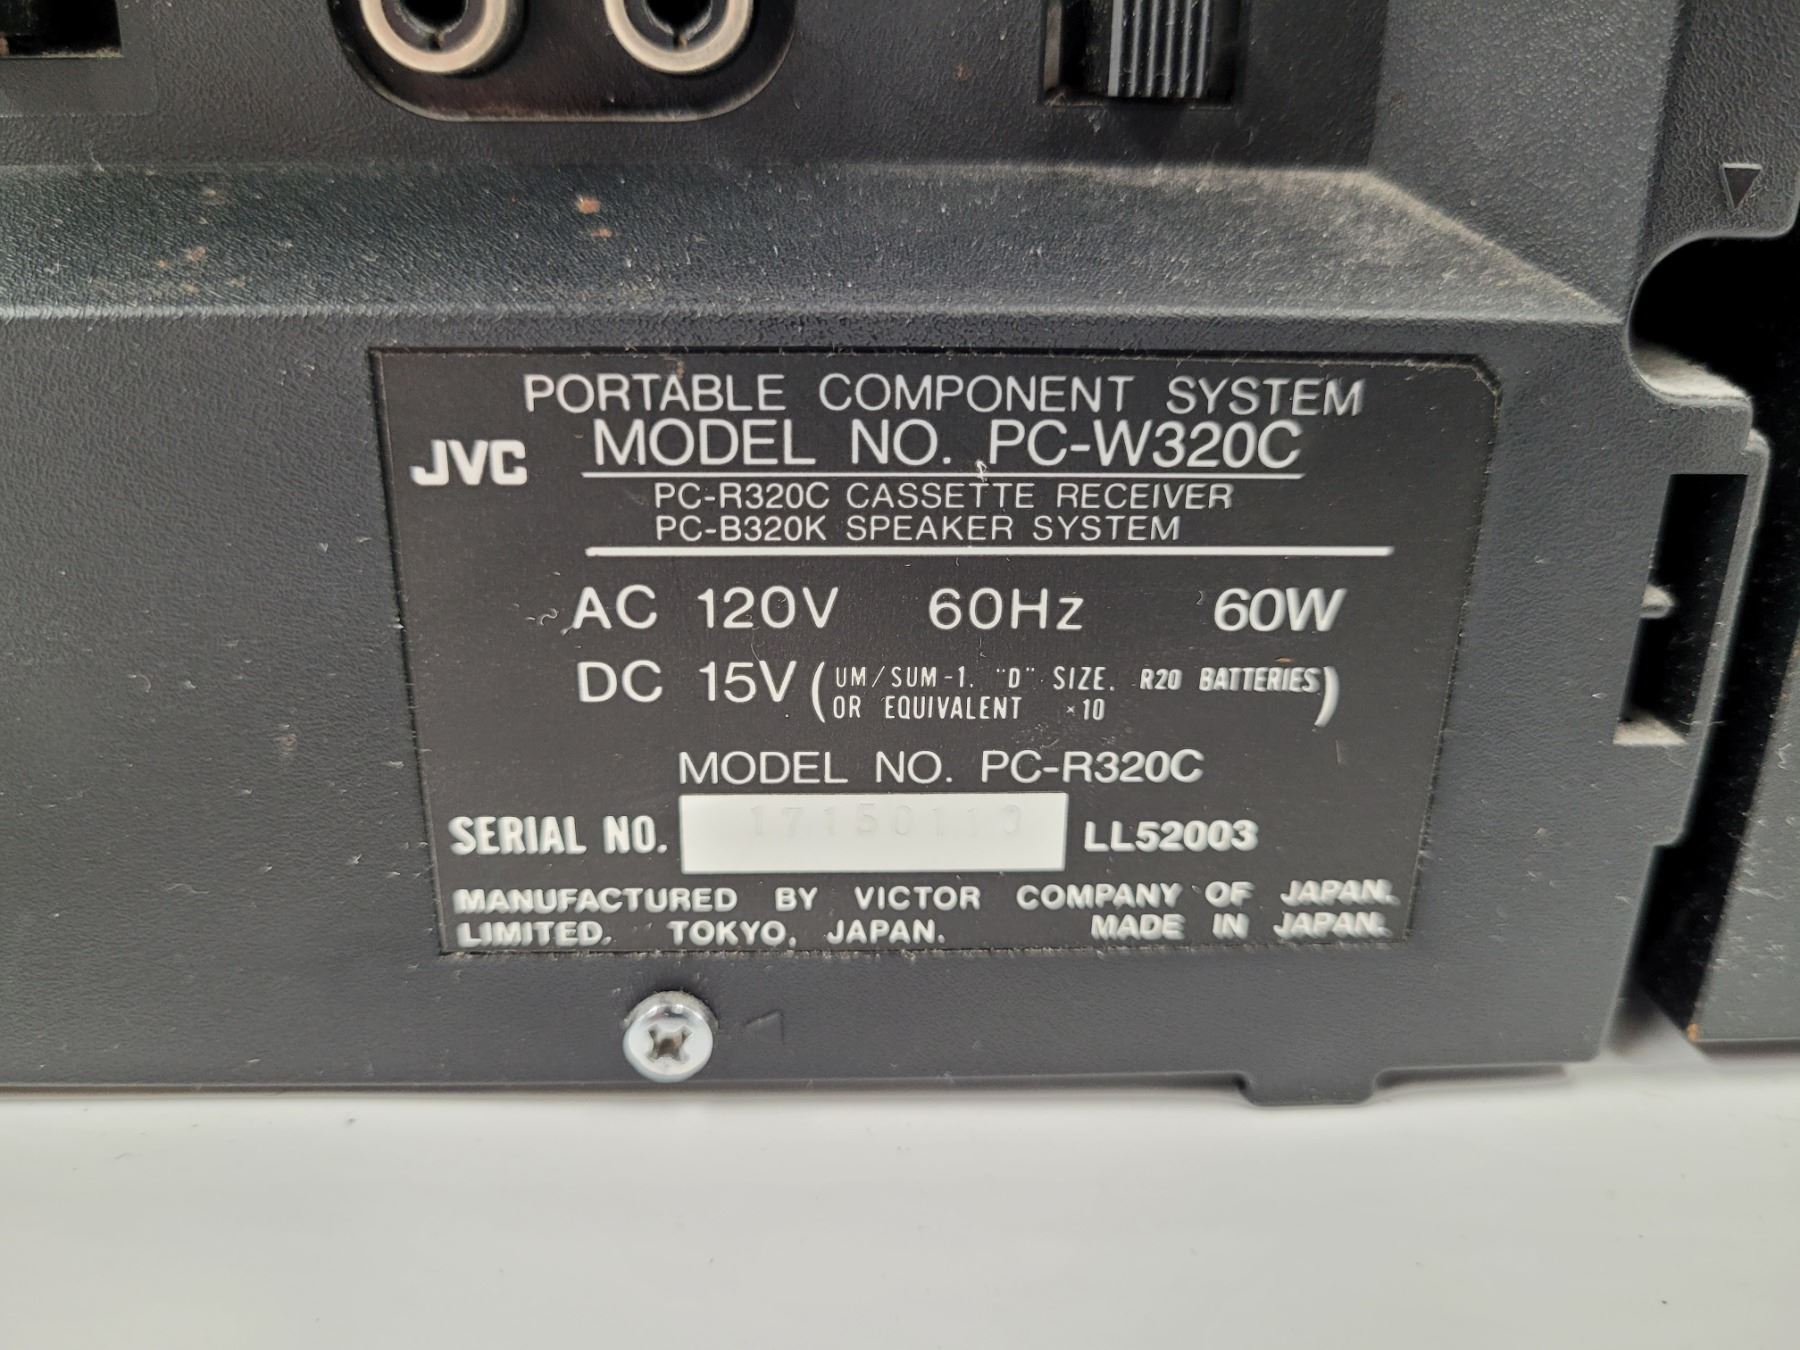 PORTABLE COMPONENT SYSTEM
JVC MODEL NO. PC-W320C
PC-R320C CASSETTE RECEIVER
PC-B320K SPEAKER SYSTEM
AC 120V 60Hz 60W
DC 15V (UM/SUM-1. "D" SIZE. R20 BATTERIES
OR EQUIVALENT ×10)
MODEL NO. PC-R320C
SERIAL NO. LL52003
MANUFACTURED BY VICTOR COMPANY OF JAPAN.
LIMITED. TOKYO, JAPAN. MADE IN JAPAN.